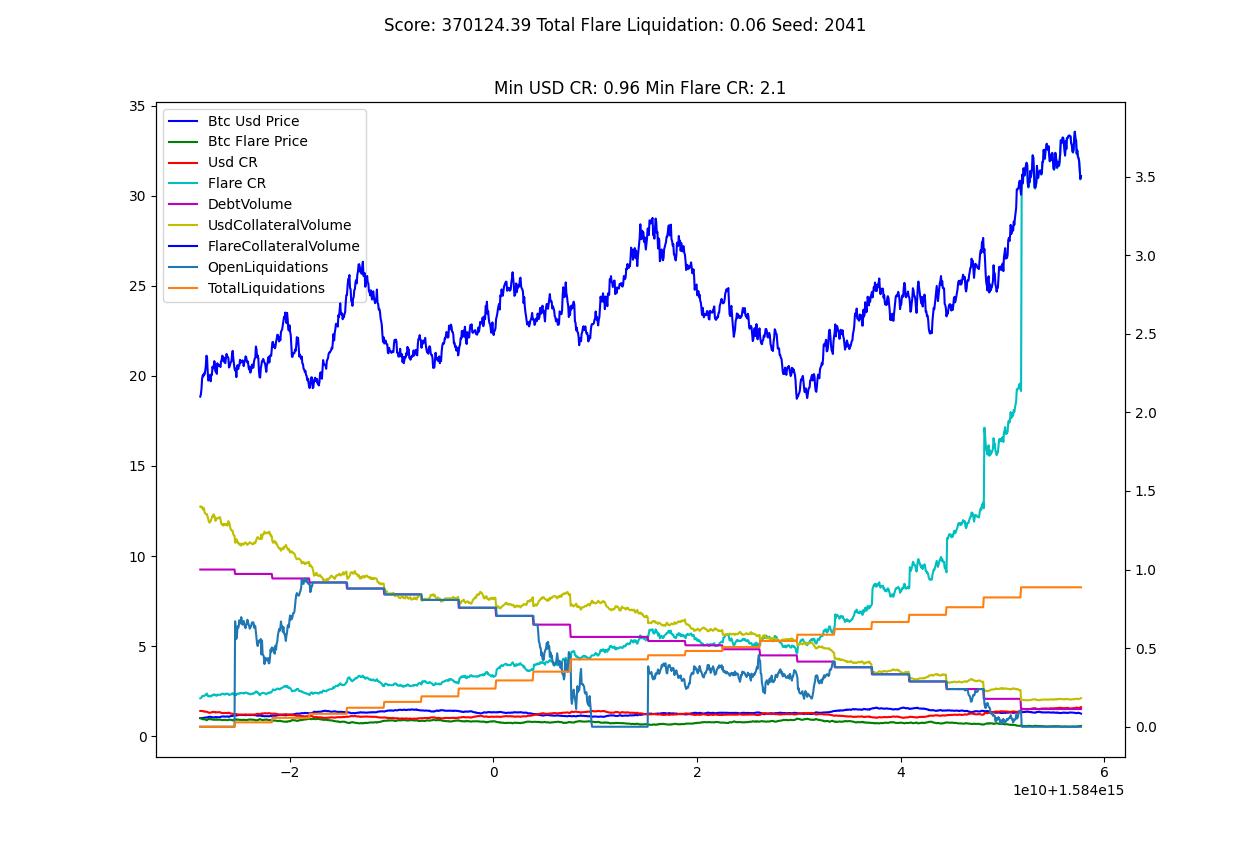 Score: 370124.39 Total Flare Liquidation: 0.06 Seed: 2041
Min USD CR: 0.96 Min Flare CR: 2.1
Btc Usd Price
Btc Flare Price
Usd CR
Flare CR
DebtVolume
UsdCollateralVolume
FlareCollateralVolume
OpenLiquidations
TotalLiquidations
35
30
25
20
15
10
5
0
3.5
3.0
2.5
2.0
1.5
1.0
0.5
0.0
−2 0 2 4 6
1e10+1.584e15